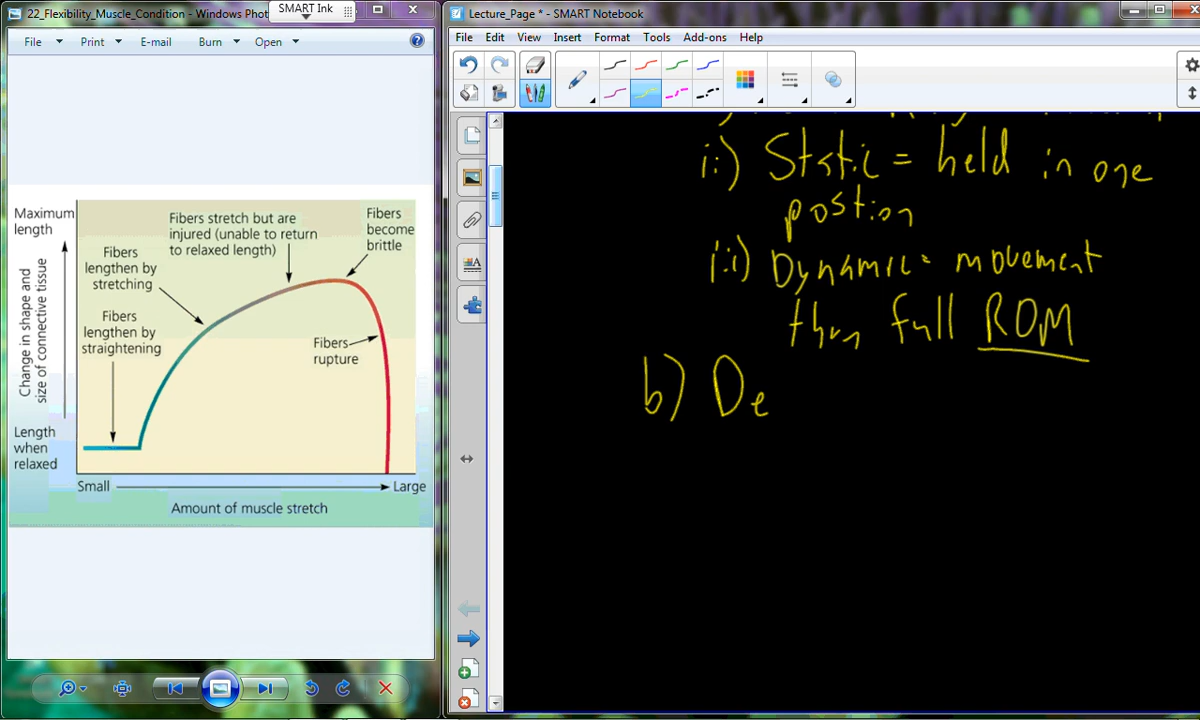 22_Flexibility_Muscle_Condition - Windows Phot
SMART Ink
File Print E-mail Burn Open
Maximum
length
Change in shape and
size of connective tissue
Length
when
relaxed
Fibers
lengthen by
straightening
Fibers
lengthen by
stretching
Fibers stretch but are
injured (unable to return
to relaxed length)
Fibers
become
brittle
Fibers
rupture
Small
Large
Amount of muscle stretch
Lecture_Page * - SMART Notebook
File Edit View Insert Format Tools Add-ons Help
ii) Static = held in one
postion
iii) Dynamic = movement
thru full ROM
b) De